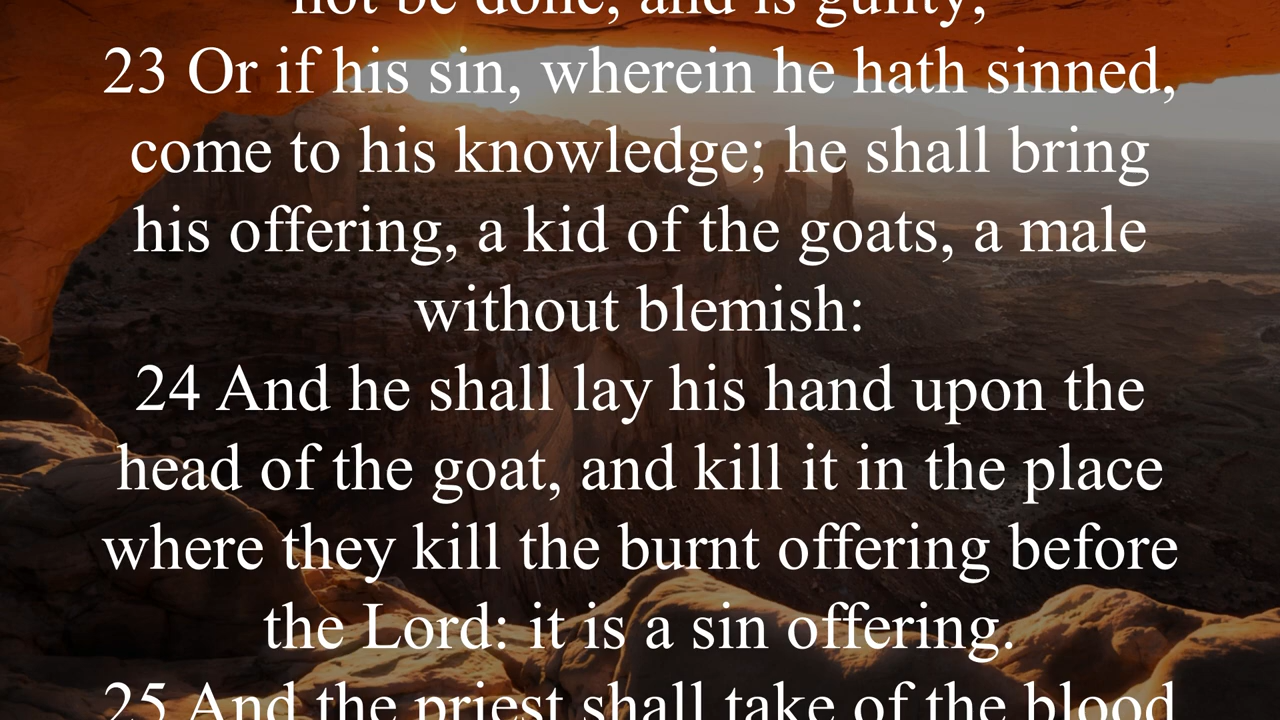 not be done, and is guilty;
23 Or if his sin, wherein he hath sinned,
come to his knowledge; he shall bring
his offering, a kid of the goats, a male
without blemish:
24 And he shall lay his hand upon the
head of the goat, and kill it in the place
where they kill the burnt offering before
the Lord: it is a sin offering.
25 And the priest shall take of the blood